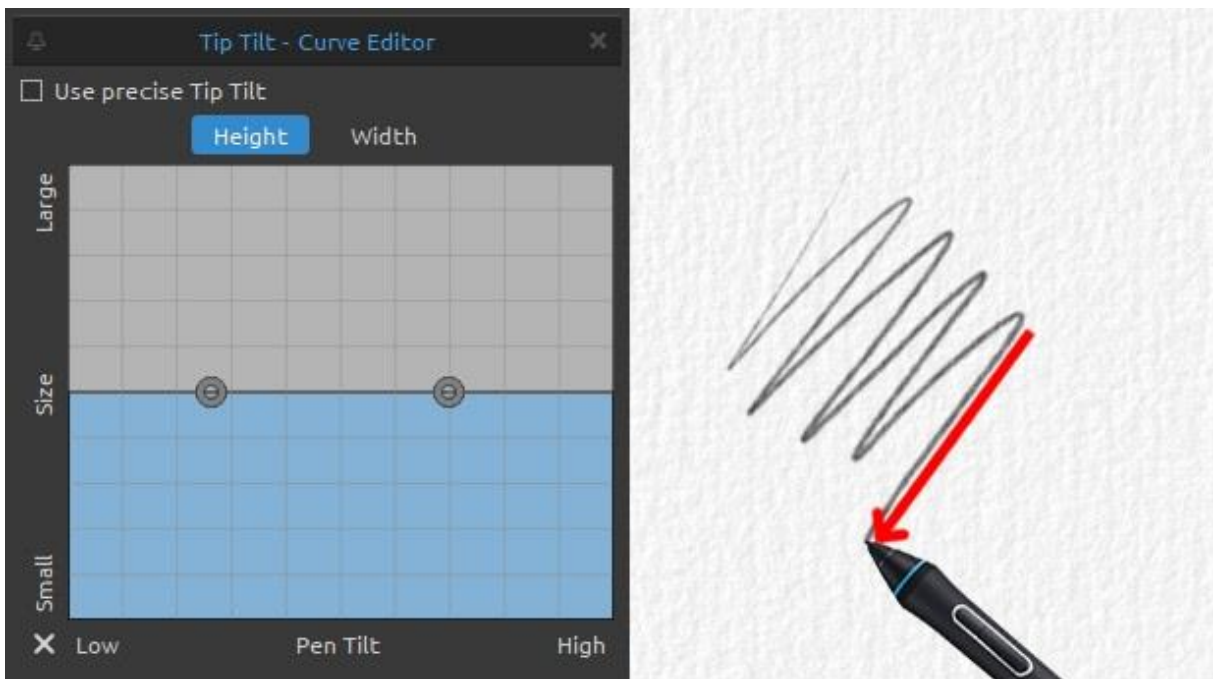 Tip Tilt - Curve Editor
Use precise Tip Tilt
Height Width
Large
Size
Small
Low Pen Tilt High